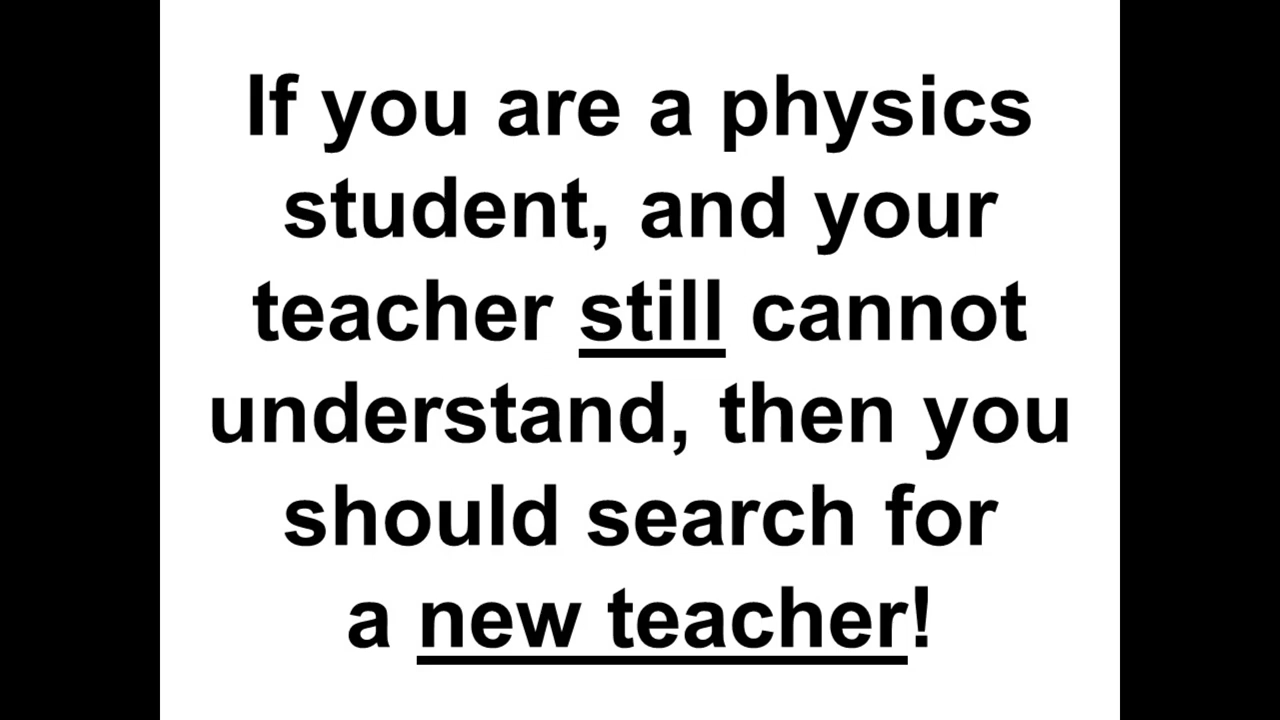 If you are a physics
student, and your
teacher still cannot
understand, then you
should search for
a new teacher!